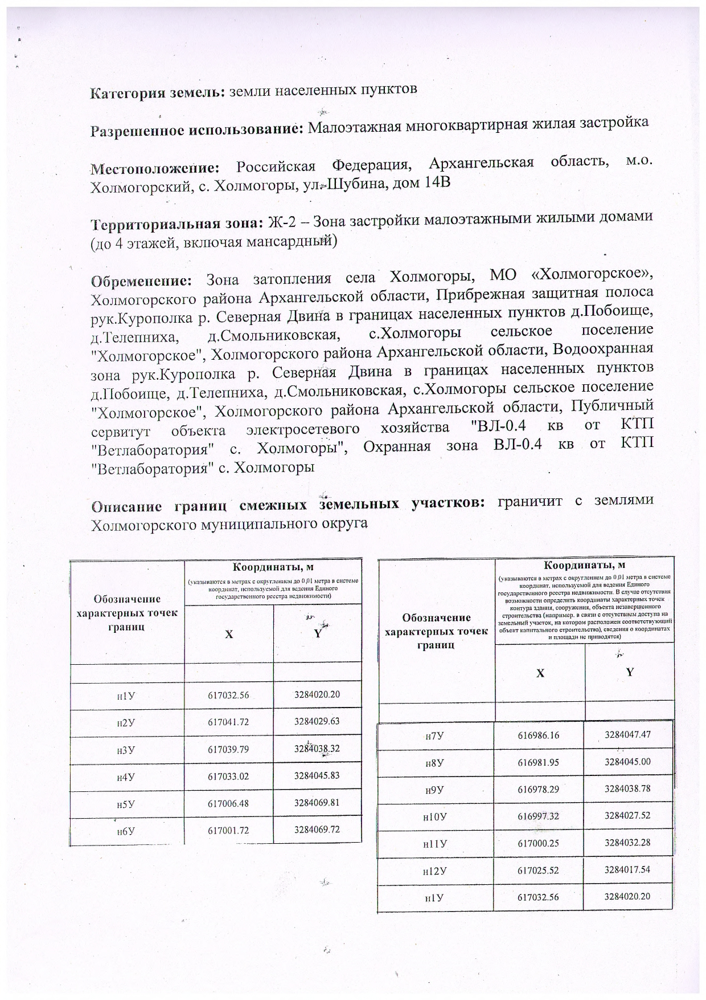 Категория земель: земли населенных пунктов
Разрешенное использование: Малоэтажная многоквартирная жилая застройка
Местоположение: Российская Федерация, Архангельская область, м.о.
Холмогорский, с. Холмогоры, ул. Шубина, дом 14В
Территориальная зона: Ж-2 – Зона застройки малоэтажными жилыми домами
(до 4 этажей, включая мансардный)
Обременение: Зона затопления села Холмогоры, МО «Холмогорское»,
Холмогорского района Архангельской области, Прибрежная защитная полоса
рук.Курополка р. Северная Двина в границах населенных пунктов д.Побоище,
д.Телепниха, д.Смольниковская, с.Холмогоры сельское поселение
"Холмогорское", Холмогорского района Архангельской области, Водоохранная
зона рук.Курополка р. Северная Двина в границах населенных пунктов
д.Побоище, д.Телепниха, д.Смольниковская, с.Холмогоры сельское поселение
"Холмогорское", Холмогорского района Архангельской области, Публичный
сервитут объекта электросетевого хозяйства "ВЛ-0.4 кв от КТП
"Ветлаборатория" с. Холмогоры", Охранная зона ВЛ-0.4 кв от КТП
"Ветлаборатория" с. Холмогоры
Описание границ смежных земельных участков: граничит с землями
Холмогорского муниципального округа
Обозначение
характерных точек
границ
Координаты, м
(указываются в метрах с округлением до 0,01 метра в системе
координат, используемой для ведения Единого
государственного реестра недвижимости)
X Y
н1У 617032.56 3284020.20
н2У 617041.72 3284029.63
н3У 617039.79 3284038.32
н4У 617033.02 3284045.83
н5У 617006.48 3284069.81
н6У 617001.72 3284069.72
Обозначение
характерных точек
границ
Координаты, м
(указываются в метрах с округлением до 0,01 метра в системе
координат, используемой для ведения Единого
государственного реестра недвижимости. В случае отсутствия
возможности определить координаты характерных точек
контура здания, сооружения, объекта незавершенного
строительства (например, в связи с отсутствием доступа на
земельный участок, на котором расположен соответствующий
объект капитального строительства), сведения о координатах
и площади не приводятся)
X Y
н7У 616986.16 3284047.47
н8У 616981.95 3284045.00
н9У 616978.29 3284038.78
н10У 616997.32 3284027.52
н11У 617000.25 3284032.28
н12У 617025.52 3284017.54
н1У 617032.56 3284020.20